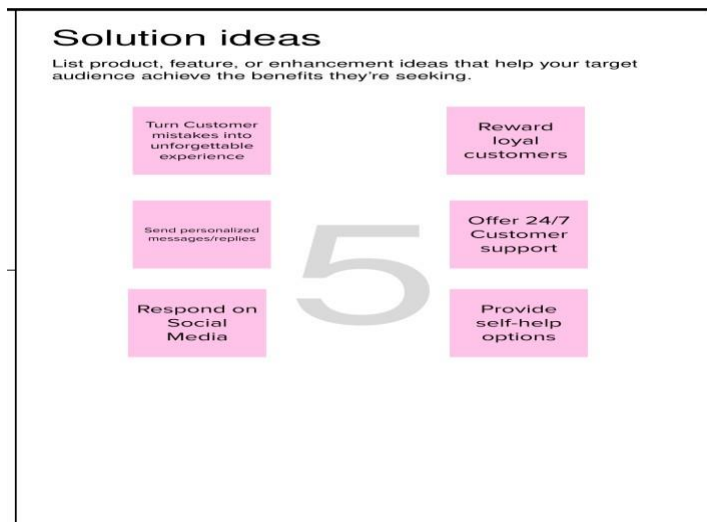 Solution ideas
List product, feature, or enhancement ideas that help your target
audience achieve the benefits they're seeking.
Turn Customer
mistakes into
unforgettable
experience
Reward
loyal
customers
Send personalized
messages/replies
5
Offer 24/7
Customer
support
Respond on
Social
Media
Provide
self-help
options